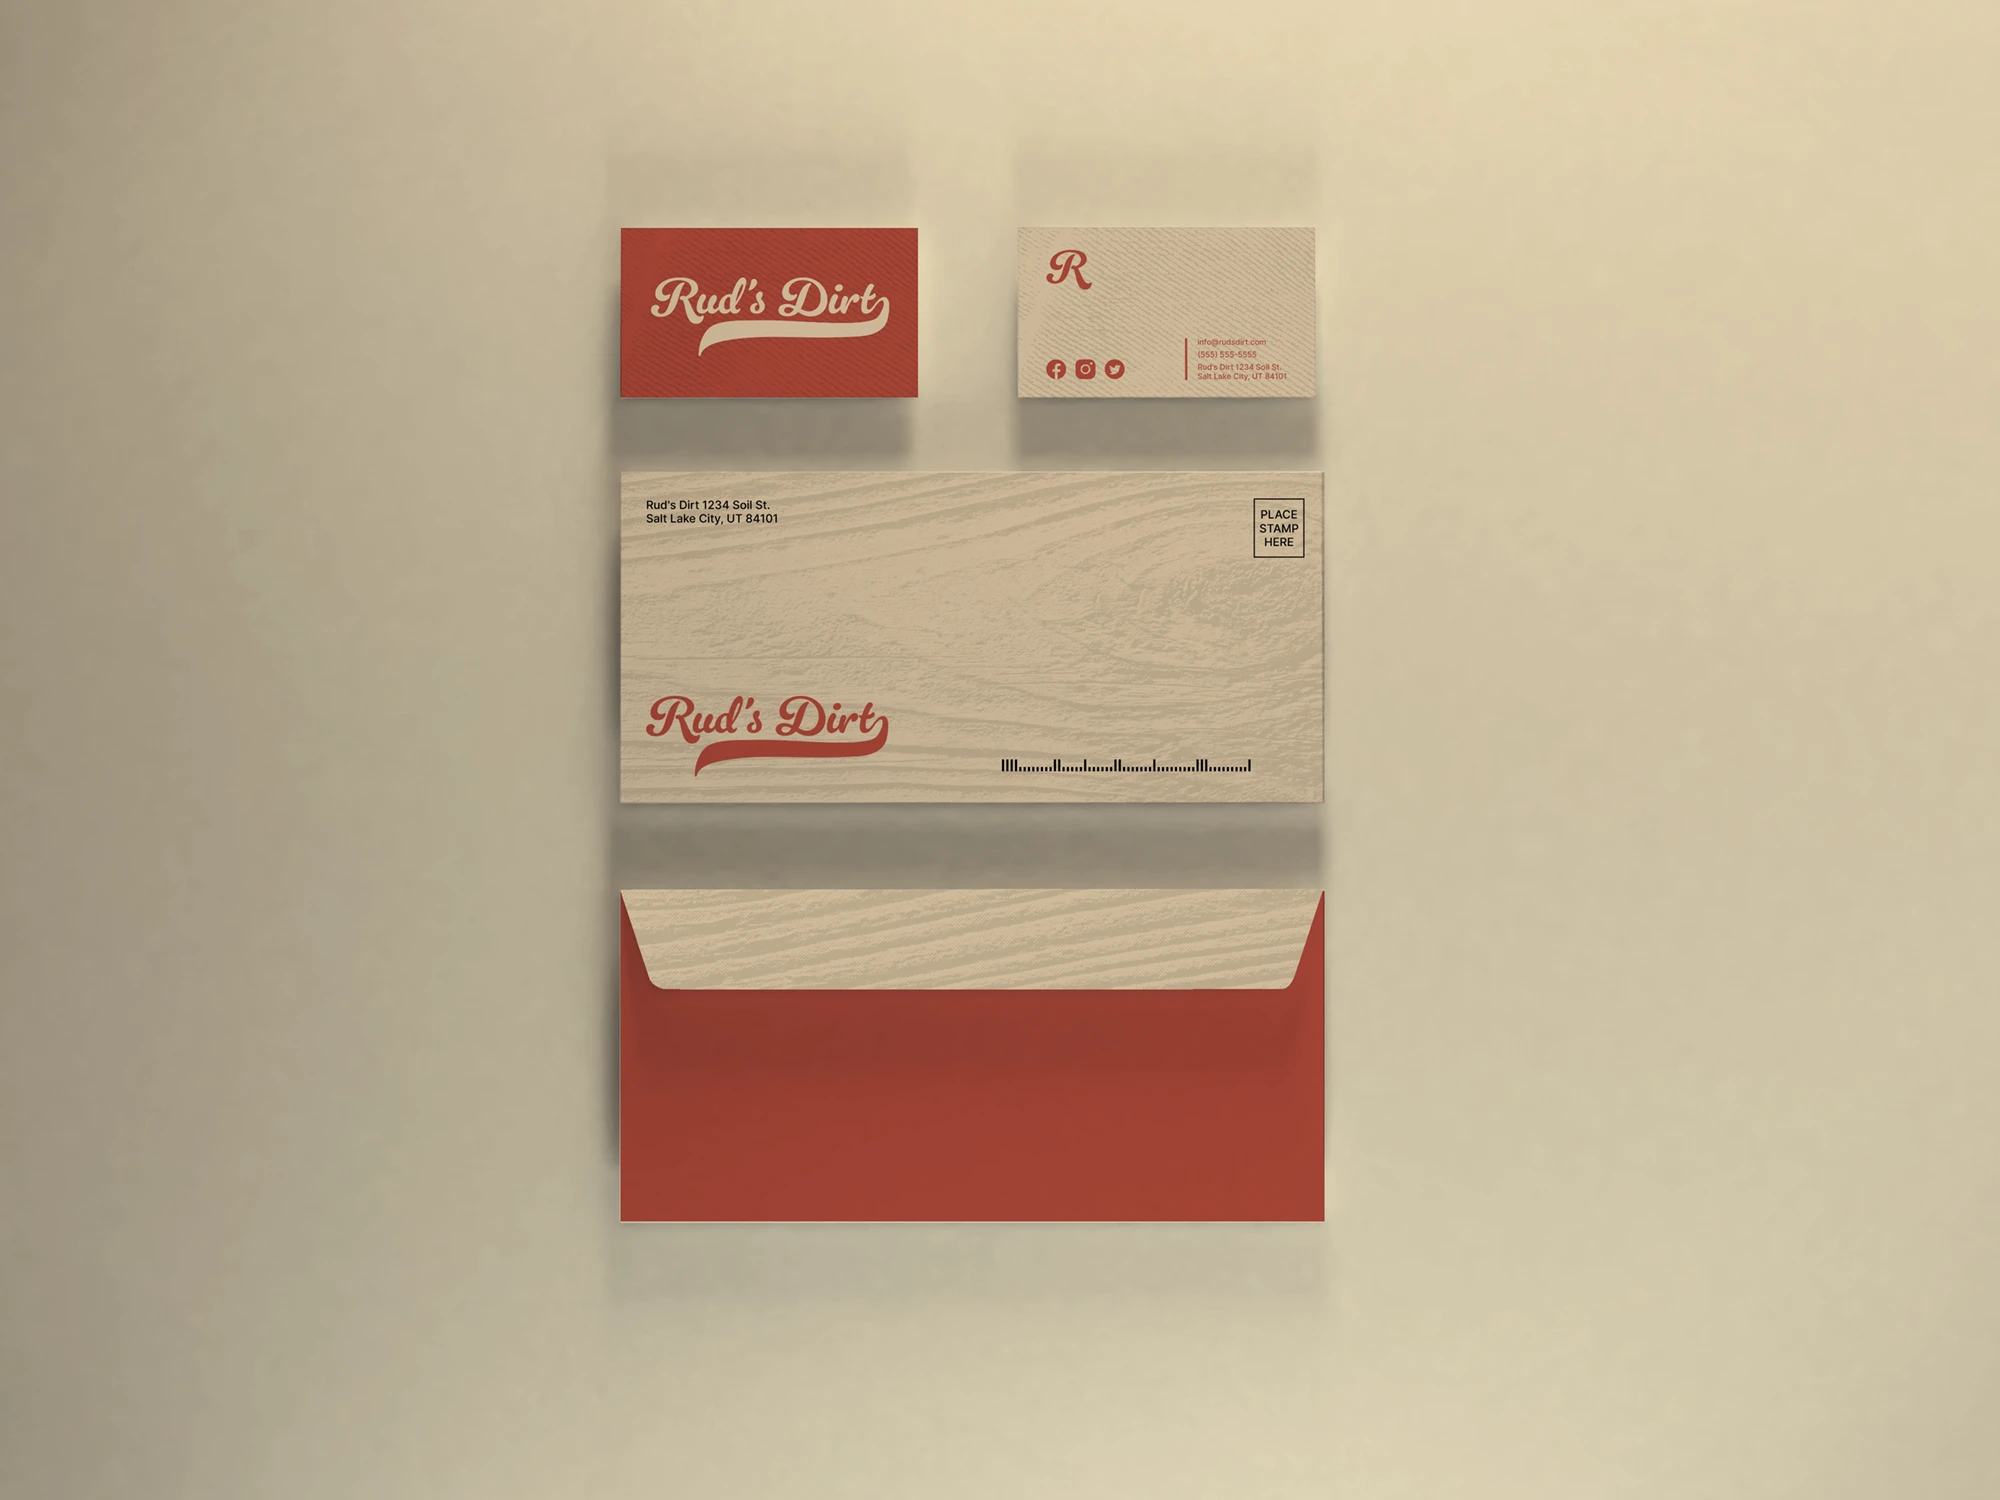 Rud's Dirt
R
info@rudsdirt.com
(555) 555-5555
Rud's Dirt 1234 Soil St.
Salt Lake City, UT 84101
Rud's Dirt 1234 Soil St.
Salt Lake City, UT 84101
PLACE
STAMP
HERE
Rud's Dirt